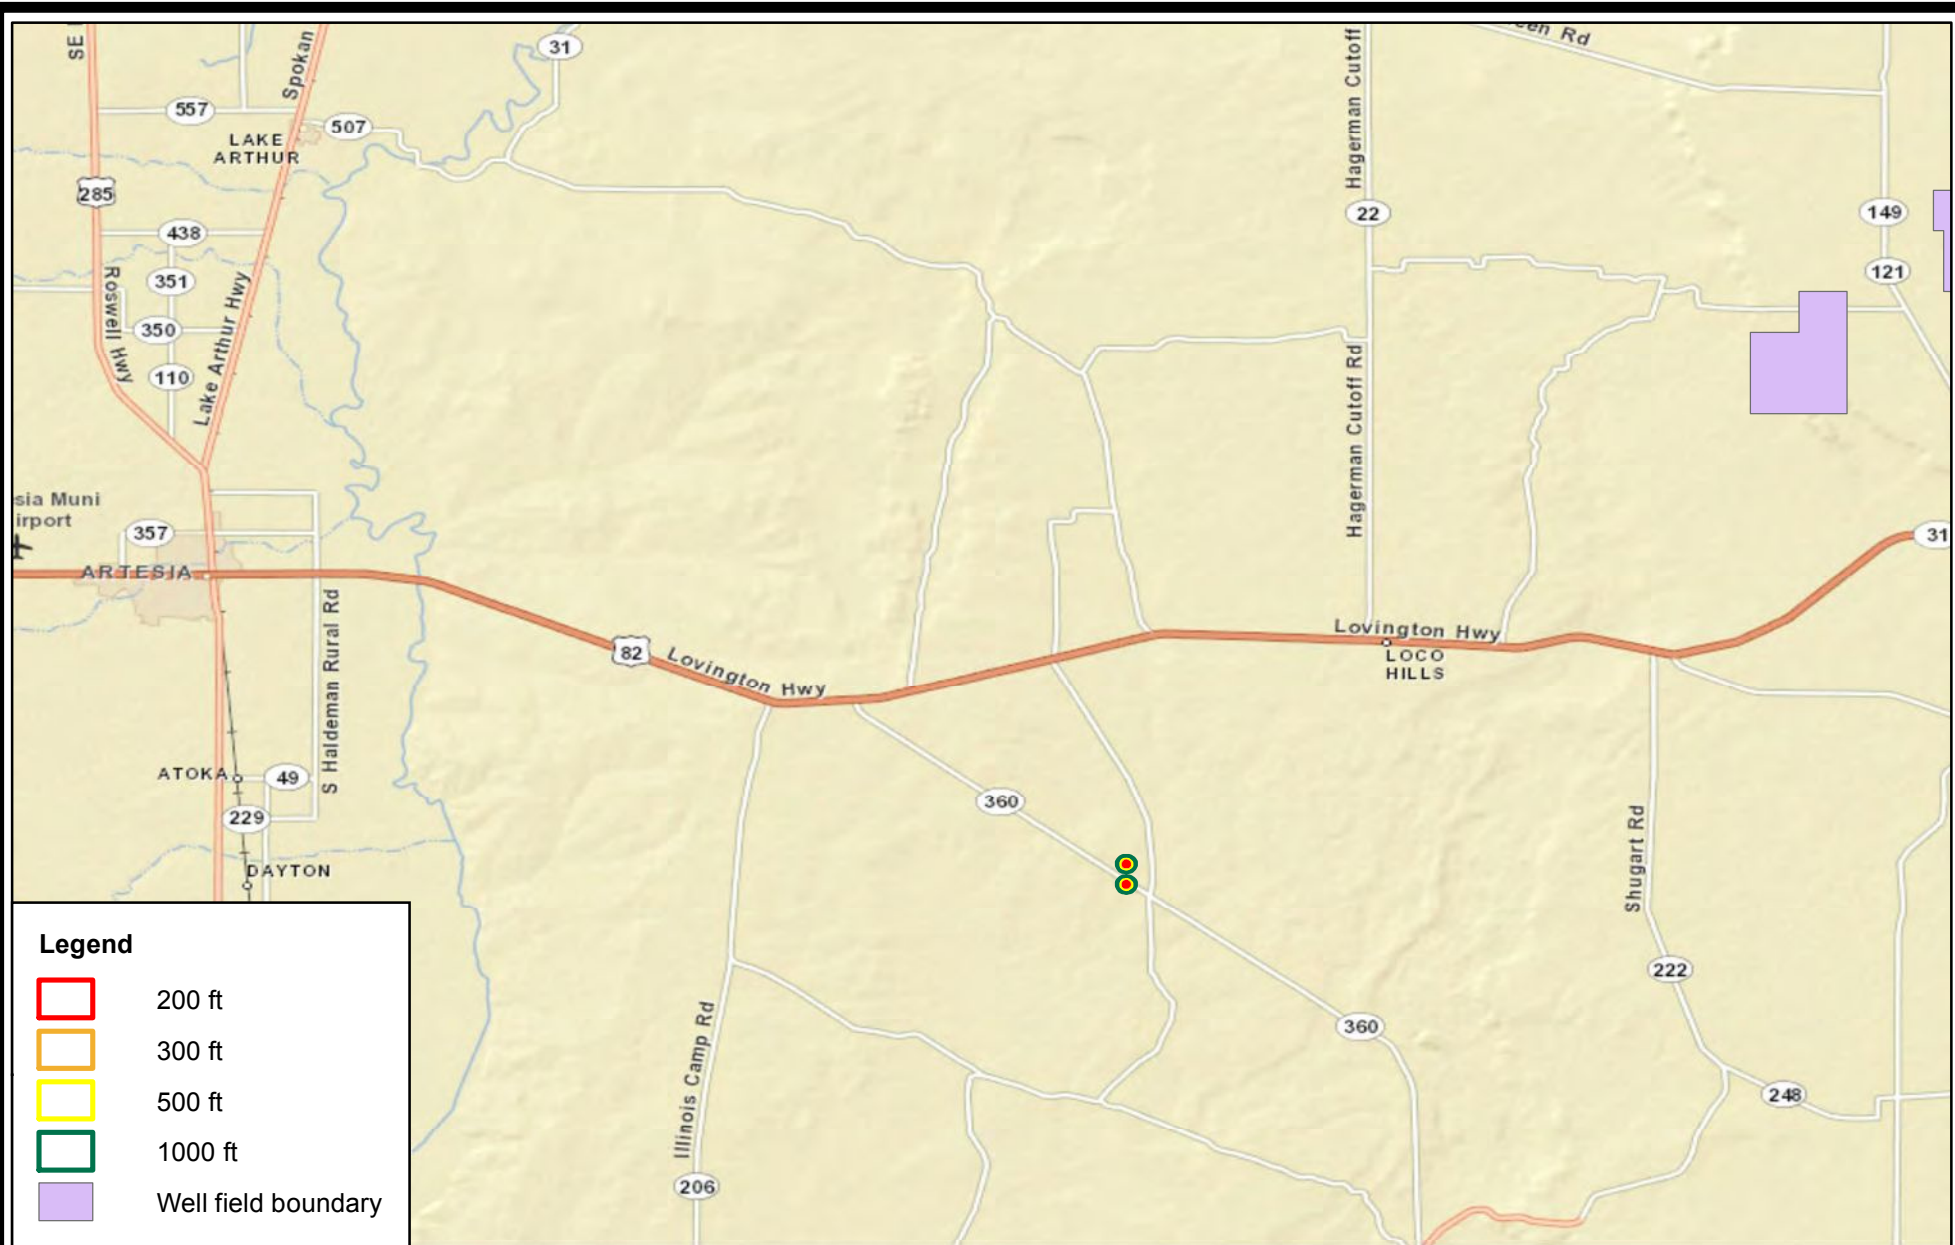 SE
Spokan
31
Hagerman Cutoff
een Rd
557
507
LAKE
ARTHUR
285
22
149
438
121
351
Roswell Hwy
Lake Arthur Hwy
350
110
Hagerman Cutoff Rd
sia Muni
irport
357
31
ARTESIA
S Haldeman Rural Rd
82
Lovington Hwy
Lovington Hwy
LOCO
HILLS
ATOKA
49
229
360
Shugart Rd
DAYTON
222
360
Illinois Camp Rd
248
206
Legend
200 ft
300 ft
500 ft
1000 ft
Well field boundary